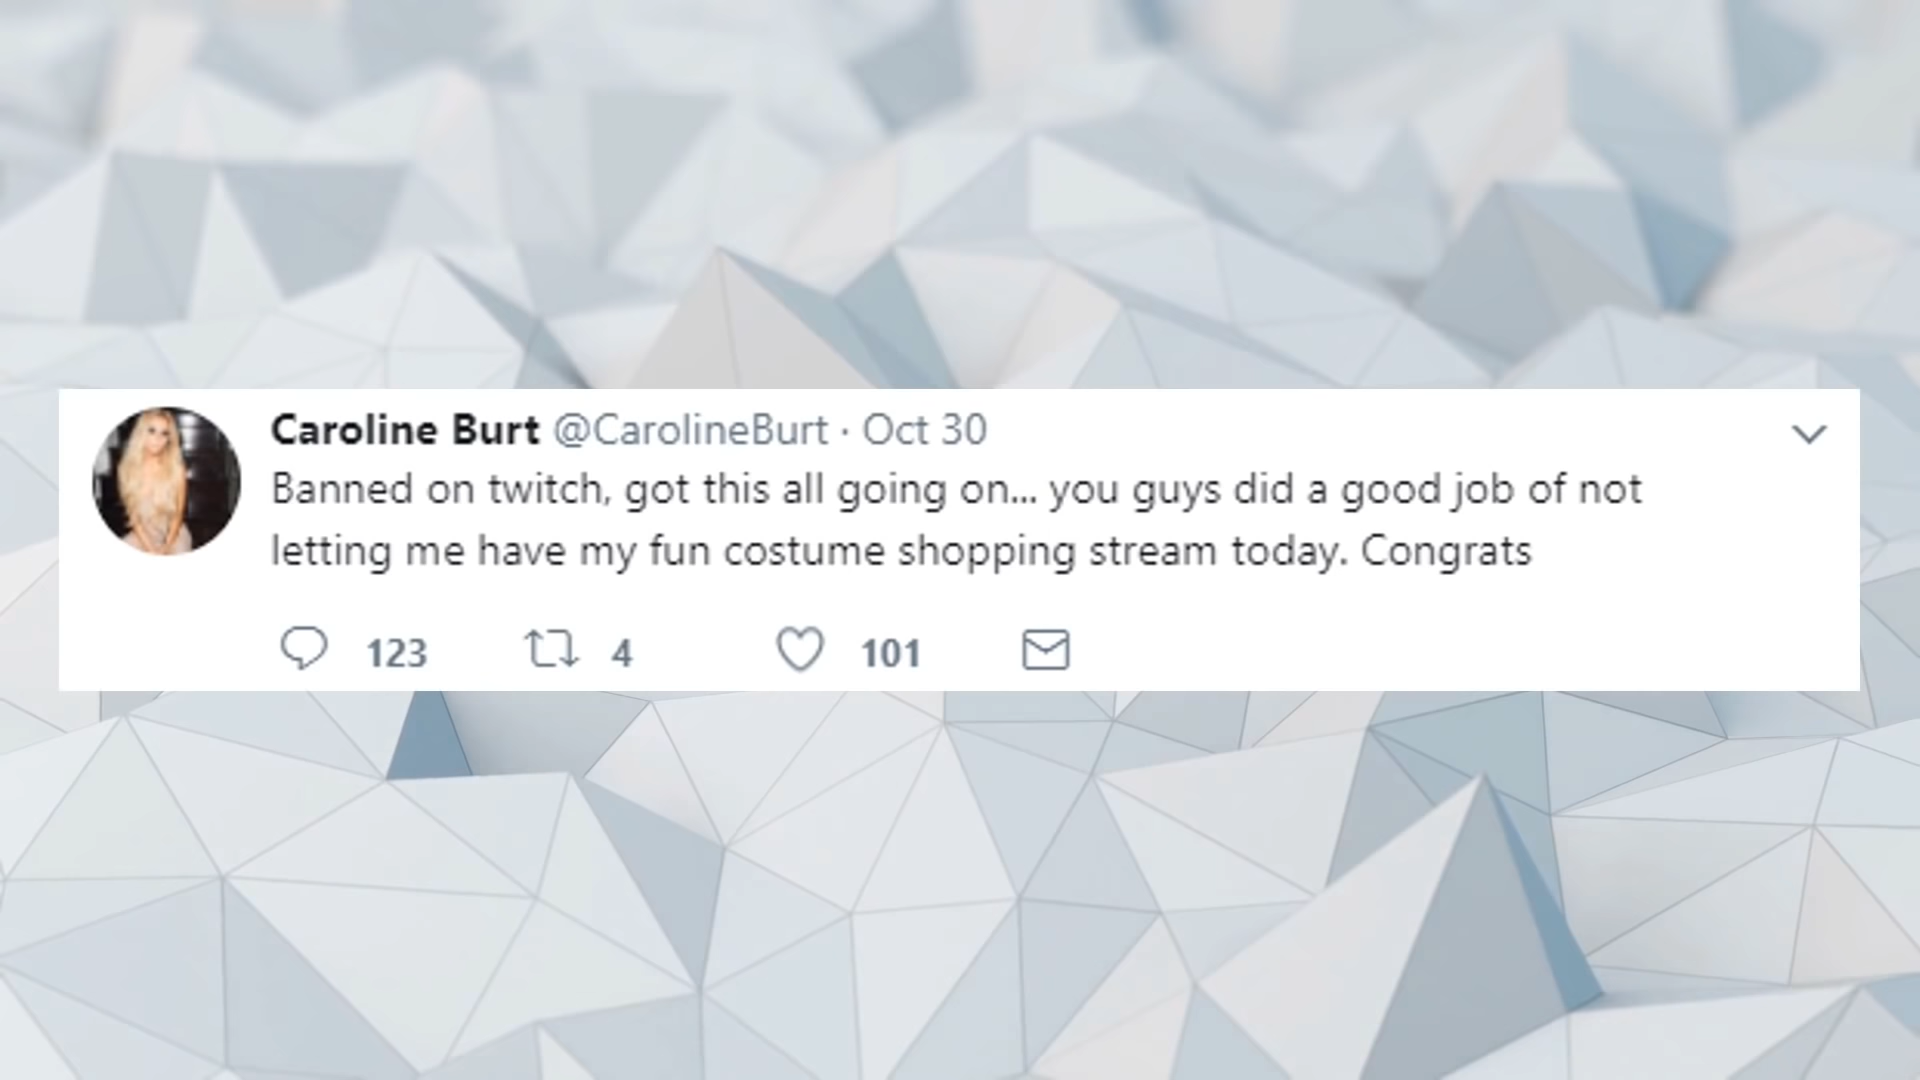 Caroline Burt @CarolineBurt · Oct 30
Banned on twitch, got this all going on... you guys did a good job of not
letting me have my fun costume shopping stream today. Congrats
123 4 101